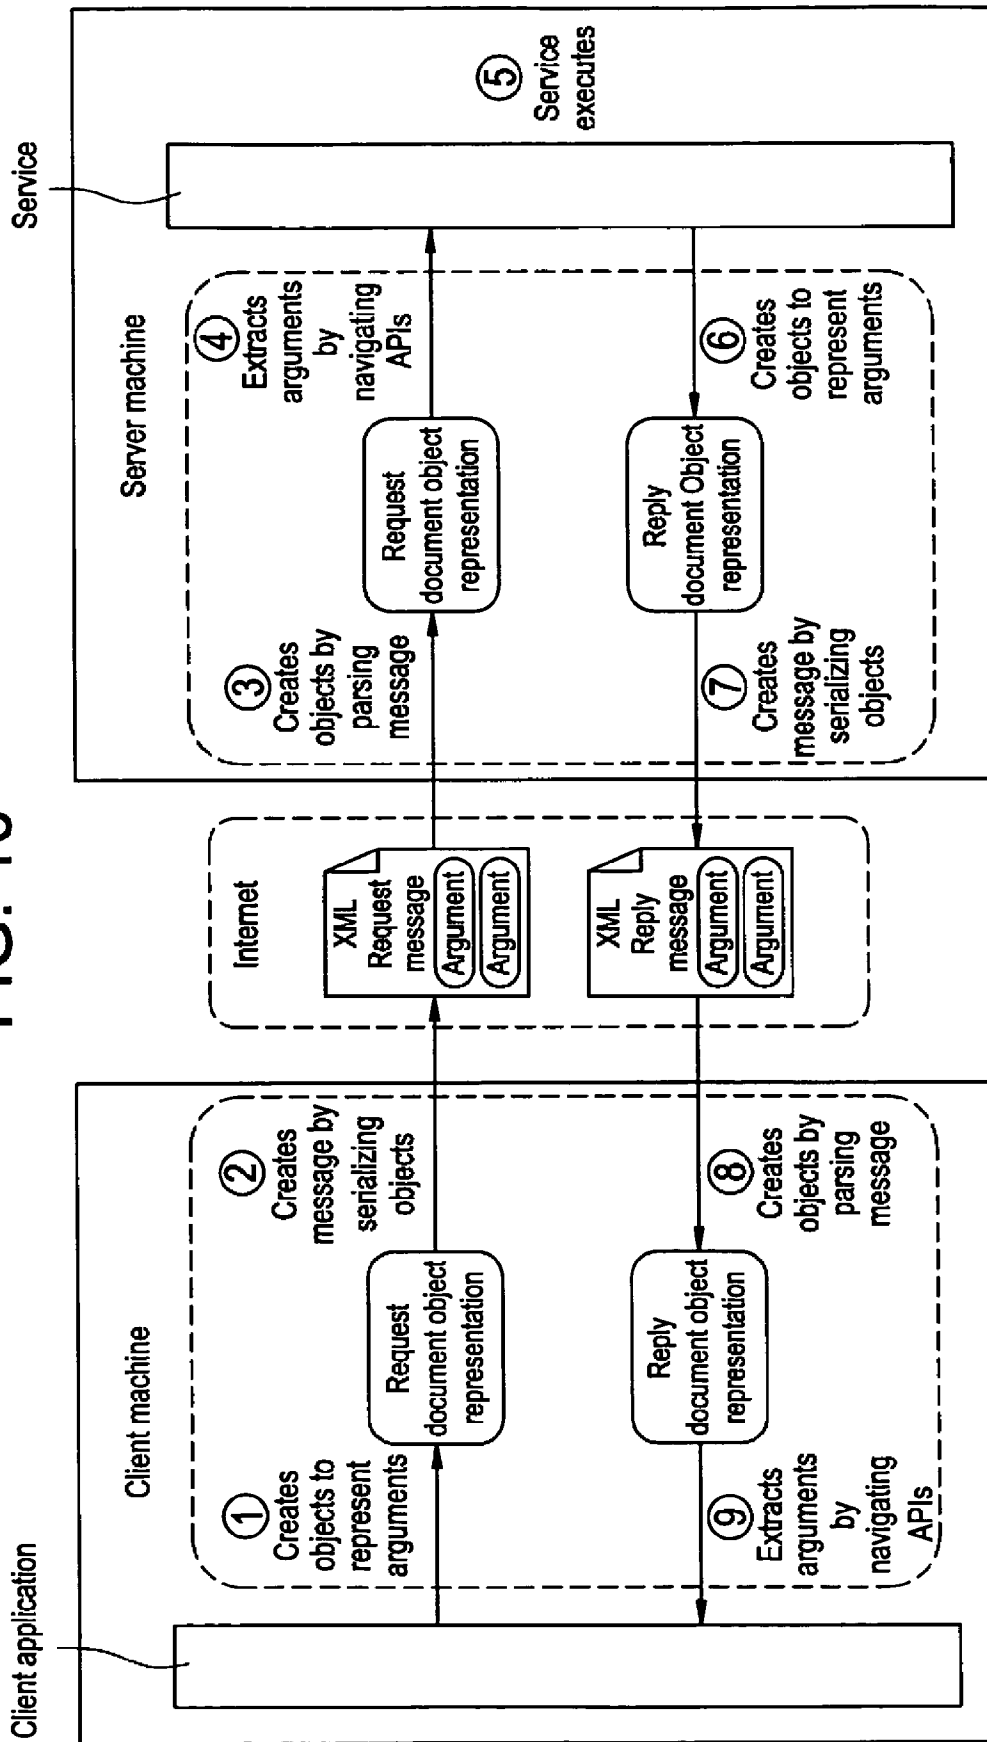 Client application
Client machine
①
Creates
objects to
represent
arguments
Request
document object
representation
②
Creates
message by
serializing
objects
Reply
document object
representation
⑧
Creates
objects by
parsing
message
⑨
Extracts
arguments
by
navigating
APIs
Internet
XML
Request
message
Argument
Argument
XML
Reply
message
Argument
Argument
Server machine
③
Creates
objects by
parsing
message
Request
document object
representation
④
Extracts
arguments
by
navigating
APIs
Service
⑤
Service
executes
⑥
Creates
objects to
represent
arguments
Reply
document Object
representation
⑦
Creates
message by
serializing
objects